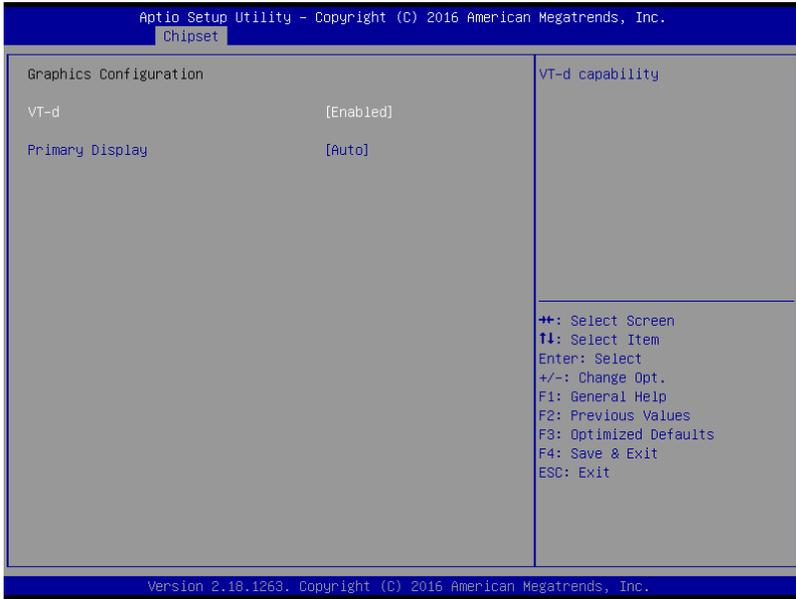 Aptio Setup Utility – Copyright (C) 2016 American Megatrends, Inc.
Chipset
Graphics Configuration
VT-d [Enabled]
Primary Display [Auto]
VT-d capability
→←: Select Screen
↑↓: Select Item
Enter: Select
+/-: Change Opt.
F1: General Help
F2: Previous Values
F3: Optimized Defaults
F4: Save & Exit
ESC: Exit
Version 2.18.1263. Copyright (C) 2016 American Megatrends, Inc.